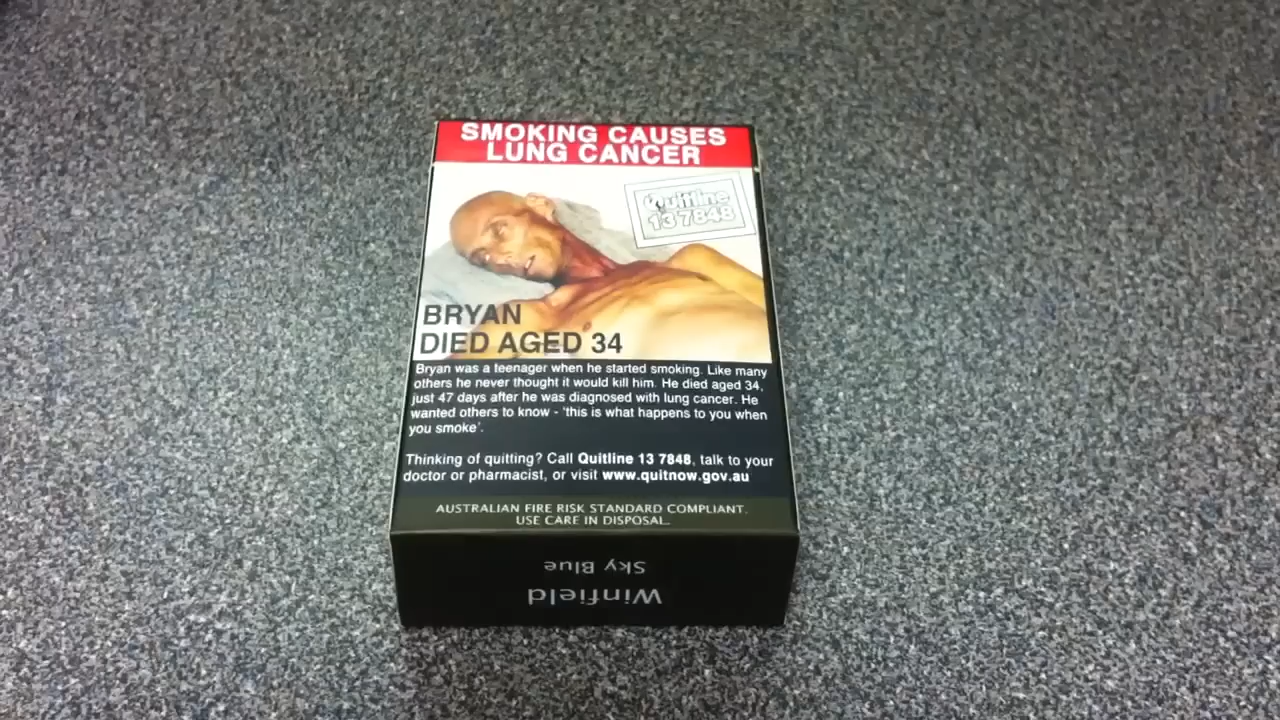 SMOKING CAUSES
LUNG CANCER
Quitline
13 7848
BRYAN
DIED AGED 34
Bryan was a teenager when he started smoking. Like many
others he never thought it would kill him. He died aged 34,
just 47 days after he was diagnosed with lung cancer. He
wanted others to know - 'this is what happens to you when
you smoke'.
Thinking of quitting? Call Quitline 13 7848, talk to your
doctor or pharmacist, or visit www.quitnow.gov.au
AUSTRALIAN FIRE RISK STANDARD COMPLIANT.
USE CARE IN DISPOSAL.
Winfield
Sky Blue